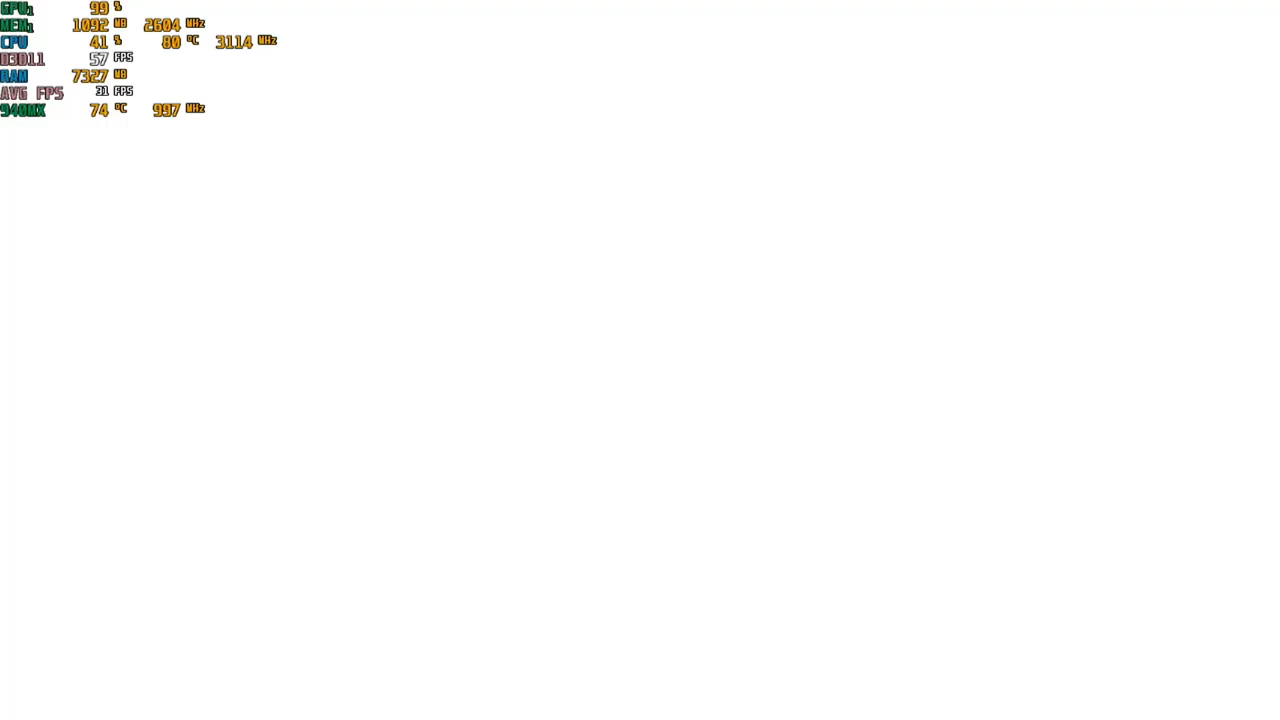 GPU1 99 %
MEM1 1092 MB 2604 MHz
CPU 41 % 80 °C 3114 MHz
D3D11 57 FPS
RAM 7327 MB
AVG FPS 31 FPS
940MX 74 °C 997 MHz